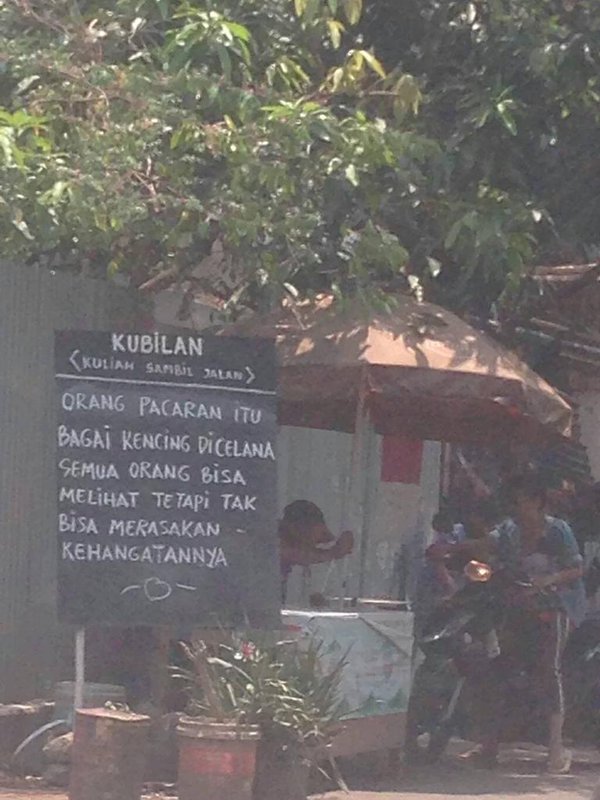 KUBILAN
<KULIAH SAMBIL JALAN>
ORANG PACARAN ITU
BAGAI KENCING DICELANA
SEMUA ORANG BISA
MELIHAT TETAPI TAK
BISA MERASAKAN -
KEHANGATANNYA